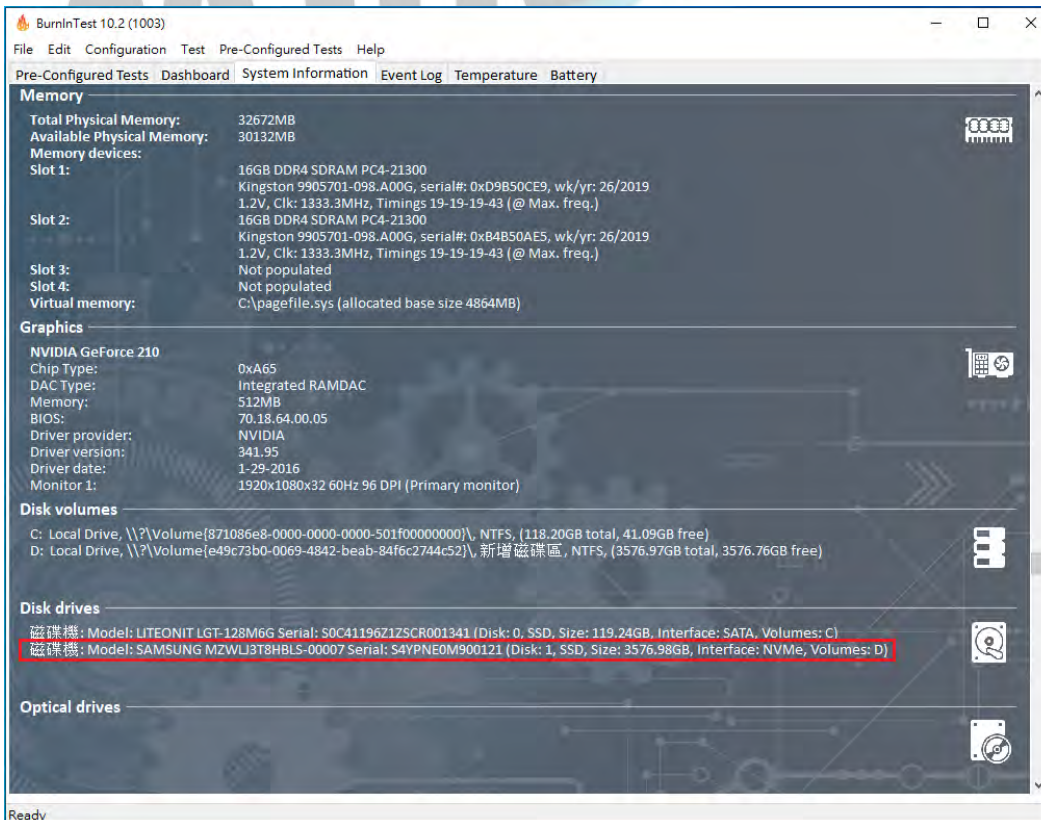 BurnInTest 10.2 (1003)
File Edit Configuration Test Pre-Configured Tests Help
Pre-Configured Tests Dashboard System Information Event Log Temperature Battery
Memory
Total Physical Memory: 32672MB
Available Physical Memory: 30132MB
Memory devices:
Slot 1: 16GB DDR4 SDRAM PC4-21300
Kingston 9905701-098.A00G, serial#: 0xD9B50CE9, wk/yr: 26/2019
1.2V, Clk: 1333.3MHz, Timings 19-19-19-43 (@ Max. freq.)
Slot 2: 16GB DDR4 SDRAM PC4-21300
Kingston 9905701-098.A00G, serial#: 0xB4B50AE5, wk/yr: 26/2019
1.2V, Clk: 1333.3MHz, Timings 19-19-19-43 (@ Max. freq.)
Slot 3: Not populated
Slot 4: Not populated
Virtual memory: C:\pagefile.sys (allocated base size 4864MB)
Graphics
NVIDIA GeForce 210
Chip Type: 0xA65
DAC Type: Integrated RAMDAC
Memory: 512MB
BIOS: 70.18.64.00.05
Driver provider: NVIDIA
Driver version: 341.95
Driver date: 1-29-2016
Monitor 1: 1920x1080x32 60Hz 96 DPI (Primary monitor)
Disk volumes
C: Local Drive, \\?\Volume{871086e8-0000-0000-0000-501f00000000}\, NTFS, (118.20GB total, 41.09GB free)
D: Local Drive, \\?\Volume{e49c73b0-0069-4842-beab-84f6c2744c52}\, 新增磁碟區, NTFS, (3576.97GB total, 3576.76GB free)
Disk drives
磁碟機: Model: LITEONIT LGT-128M6G Serial: S0C41196Z1ZSCR001341 (Disk: 0, SSD, Size: 119.24GB, Interface: SATA, Volumes: C)
磁碟機: Model: SAMSUNG MZWLJ3T8HBLS-00007 Serial: S4YPNE0M900121 (Disk: 1, SSD, Size: 3576.98GB, Interface: NVMe, Volumes: D)
Optical drives
Ready